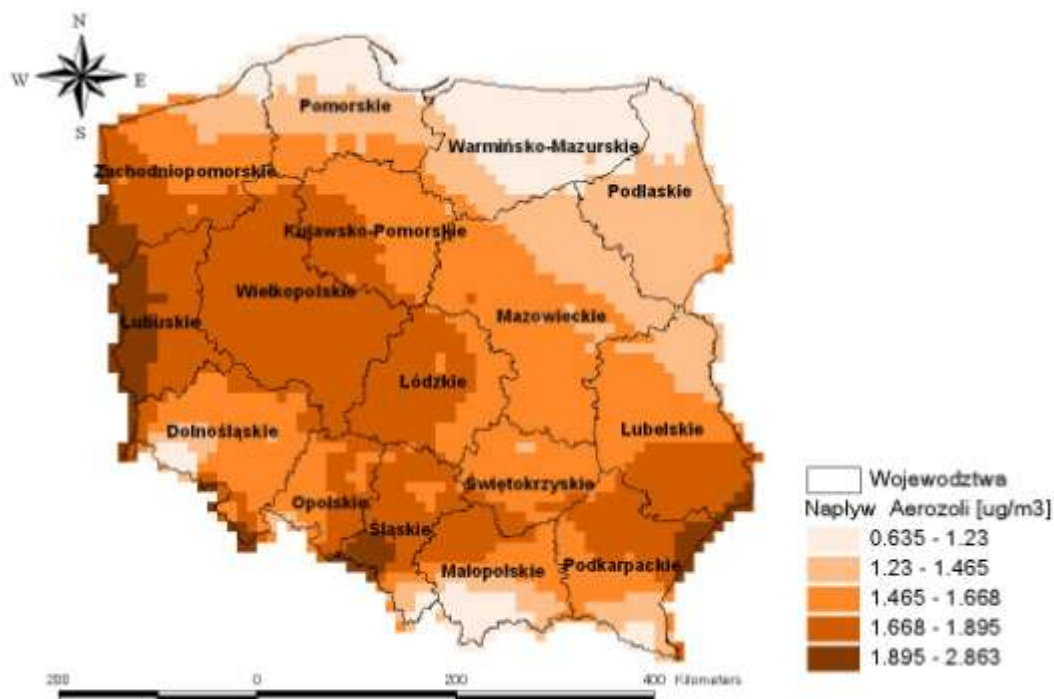 N
W E
S
Pomorskie
Warmińsko-Mazurskie
Zachodniopomorskie
Podlaskie
Kujawsko-Pomorskie
Wielkopolskie
Mazowieckie
Lubuskie
Łódzkie
Dolnośląskie
Lubelskie
Opolskie
Świętokrzyskie
Śląskie
Małopolskie
Podkarpackie
Wojewodztwa
Napływ Aerozoli [ug/m3]
0.635 - 1.23
1.23 - 1.465
1.465 - 1.668
1.668 - 1.895
1.895 - 2.863
200 0 200 400 Kilometers